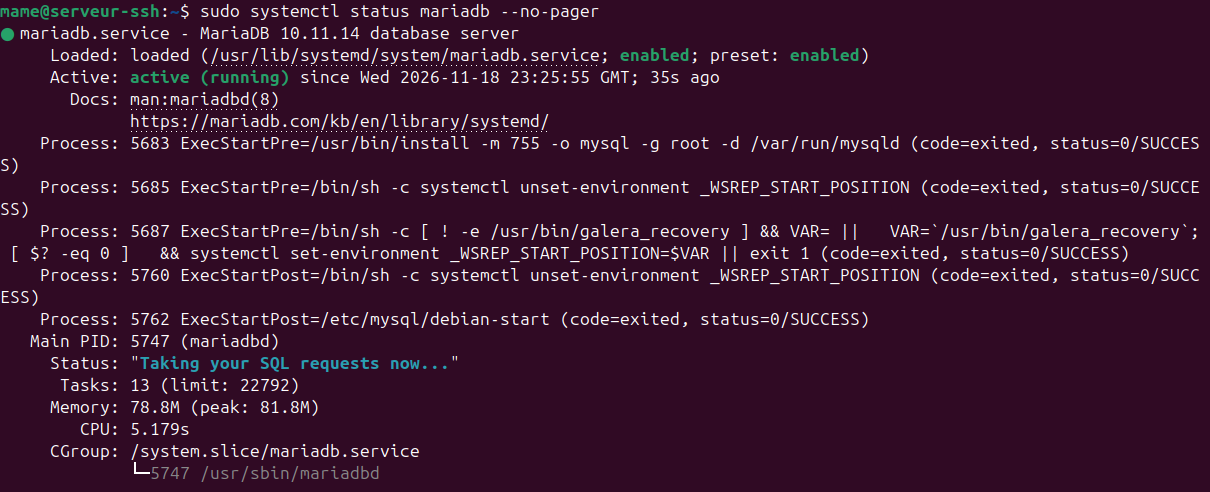 mame@serveur-ssh:~$ sudo systemctl status mariadb --no-pager
● mariadb.service - MariaDB 10.11.14 database server
     Loaded: loaded (/usr/lib/systemd/system/mariadb.service; enabled; preset: enabled)
     Active: active (running) since Wed 2026-11-18 23:25:55 GMT; 35s ago
       Docs: man:mariadbd(8)
             https://mariadb.com/kb/en/library/systemd/
    Process: 5683 ExecStartPre=/usr/bin/install -m 755 -o mysql -g root -d /var/run/mysqld (code=exited, status=0/SUCCES
S)
    Process: 5685 ExecStartPre=/bin/sh -c systemctl unset-environment _WSREP_START_POSITION (code=exited, status=0/SUCCE
SS)
    Process: 5687 ExecStartPre=/bin/sh -c [ ! -e /usr/bin/galera_recovery ] && VAR= ||   VAR=`/usr/bin/galera_recovery`;
 [ $? -eq 0 ]   && systemctl set-environment _WSREP_START_POSITION=$VAR || exit 1 (code=exited, status=0/SUCCESS)
    Process: 5760 ExecStartPost=/bin/sh -c systemctl unset-environment _WSREP_START_POSITION (code=exited, status=0/SUCC
ESS)
    Process: 5762 ExecStartPost=/etc/mysql/debian-start (code=exited, status=0/SUCCESS)
   Main PID: 5747 (mariadbd)
     Status: "Taking your SQL requests now..."
      Tasks: 13 (limit: 22792)
     Memory: 78.8M (peak: 81.8M)
        CPU: 5.179s
     CGroup: /system.slice/mariadb.service
             └─5747 /usr/sbin/mariadbd